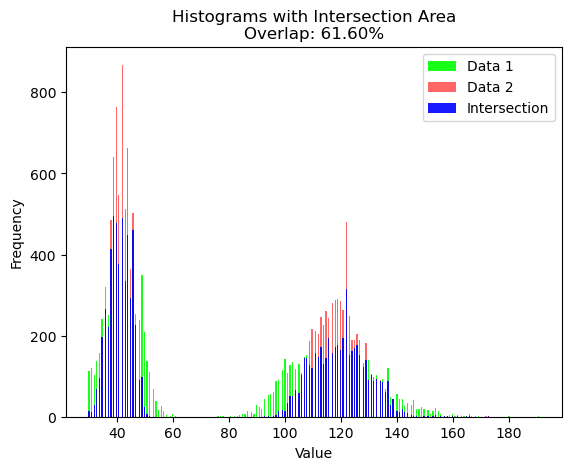 Histograms with Intersection Area
Overlap: 61.60%
Data 1
Data 2
Intersection
Frequency
800
600
400
200
0
40 60 80 100 120 140 160 180
Value